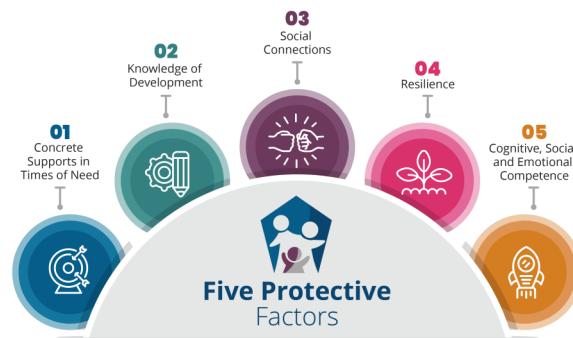 01
Concrete
Supports in
Times of Need
02
Knowledge of
Development
03
Social
Connections
04
Resilience
05
Cognitive, Socia
and Emotional
Competence
Five Protective
Factors